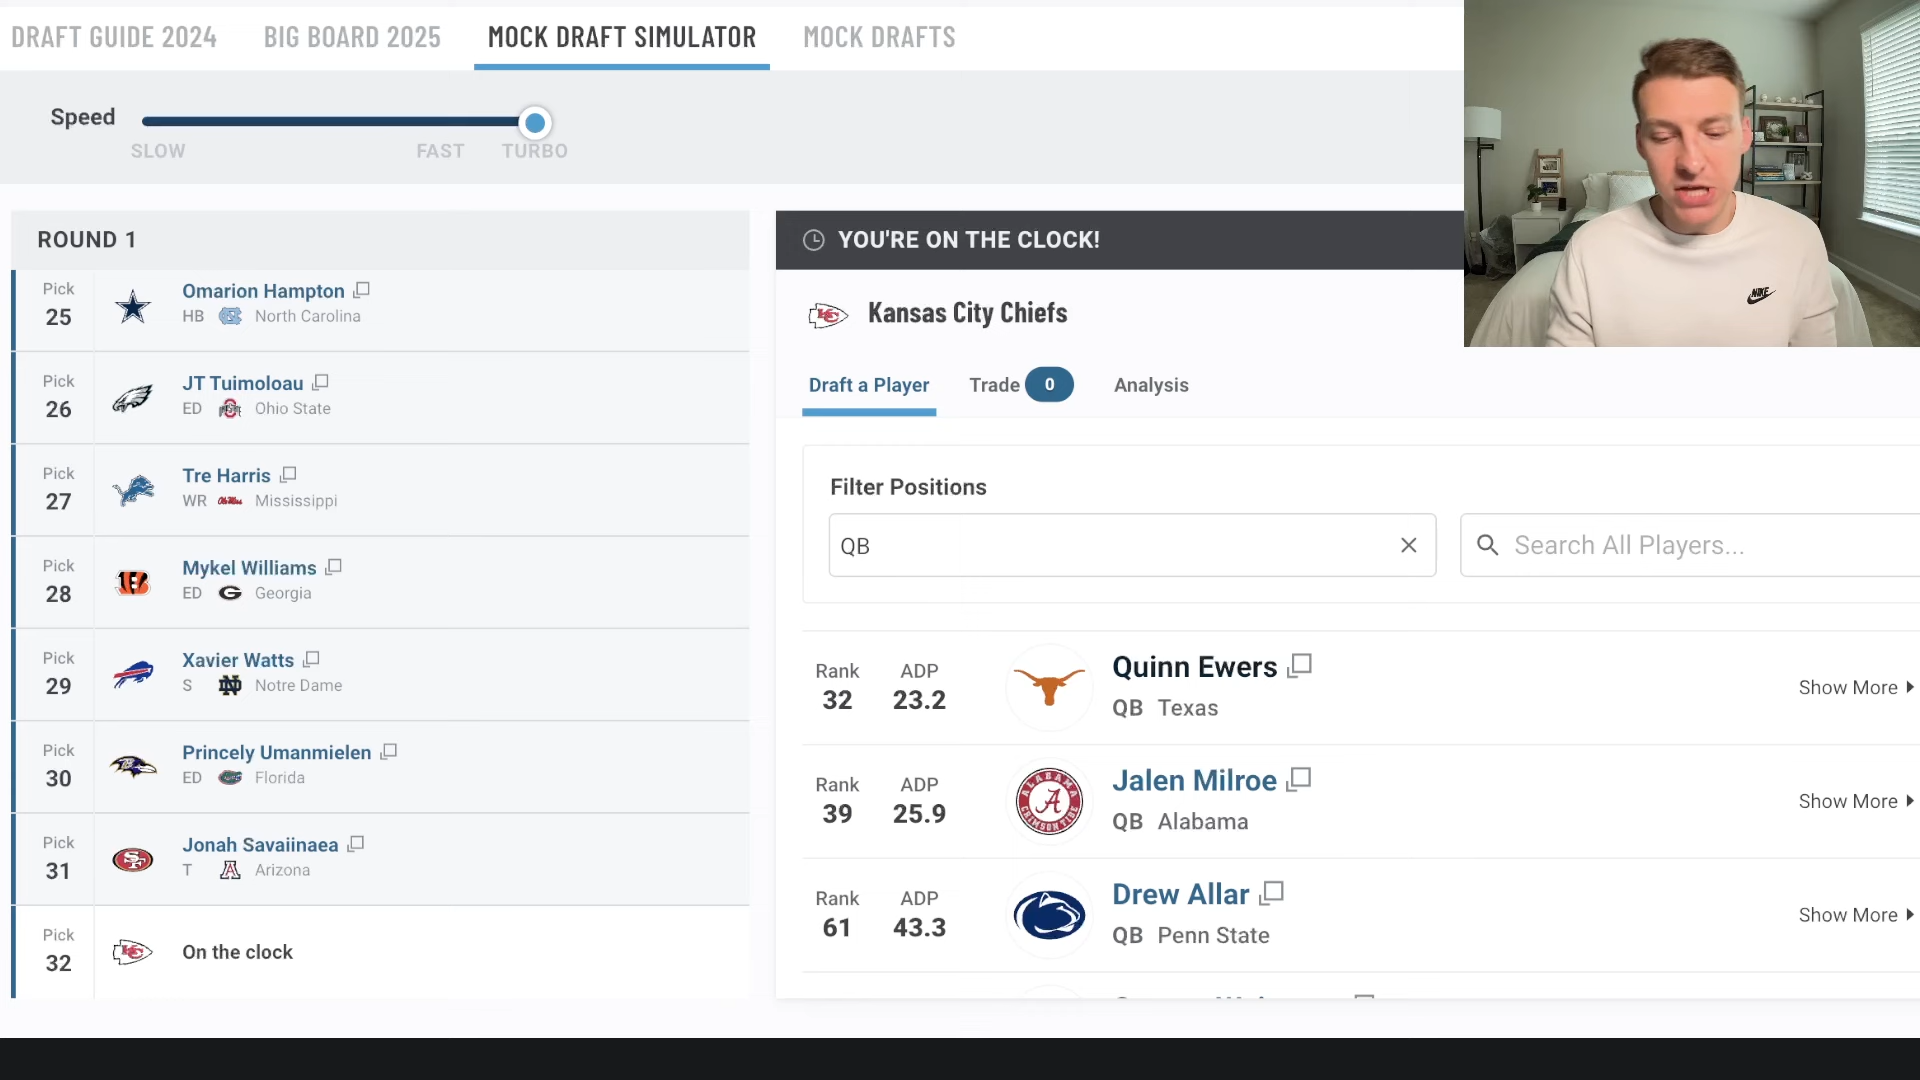 DRAFT GUIDE 2024
BIG BOARD 2025
MOCK DRAFT SIMULATOR
MOCK DRAFTS
Speed
SLOW
FAST
TURBO
ROUND 1
Pick
25
Omarion Hampton
HB North Carolina
Pick
26
JT Tuimoloau
ED Ohio State
Pick
27
Tre Harris
WR Mississippi
Pick
28
Mykel Williams
ED Georgia
Pick
29
Xavier Watts
S Notre Dame
Pick
30
Princely Umanmielen
ED Florida
Pick
31
Jonah Savaiinaea
T Arizona
Pick
32
On the clock
YOU'RE ON THE CLOCK!
Kansas City Chiefs
Draft a Player
Trade 0
Analysis
Filter Positions
QB
Search All Players...
Rank
32
ADP
23.2
Quinn Ewers
QB Texas
Show More
Rank
39
ADP
25.9
Jalen Milroe
QB Alabama
Show More
Rank
61
ADP
43.3
Drew Allar
QB Penn State
Show More
NIKE